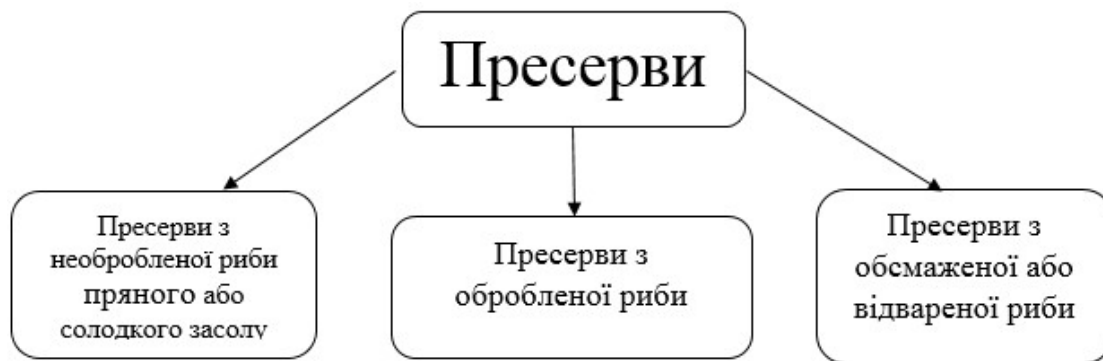 Пресерви
Пресерви з
необробленої риби
пряного або
солодкого засолу
Пресерви з
обробленої риби
Пресерви з
обсмаженої або
відвареної риби